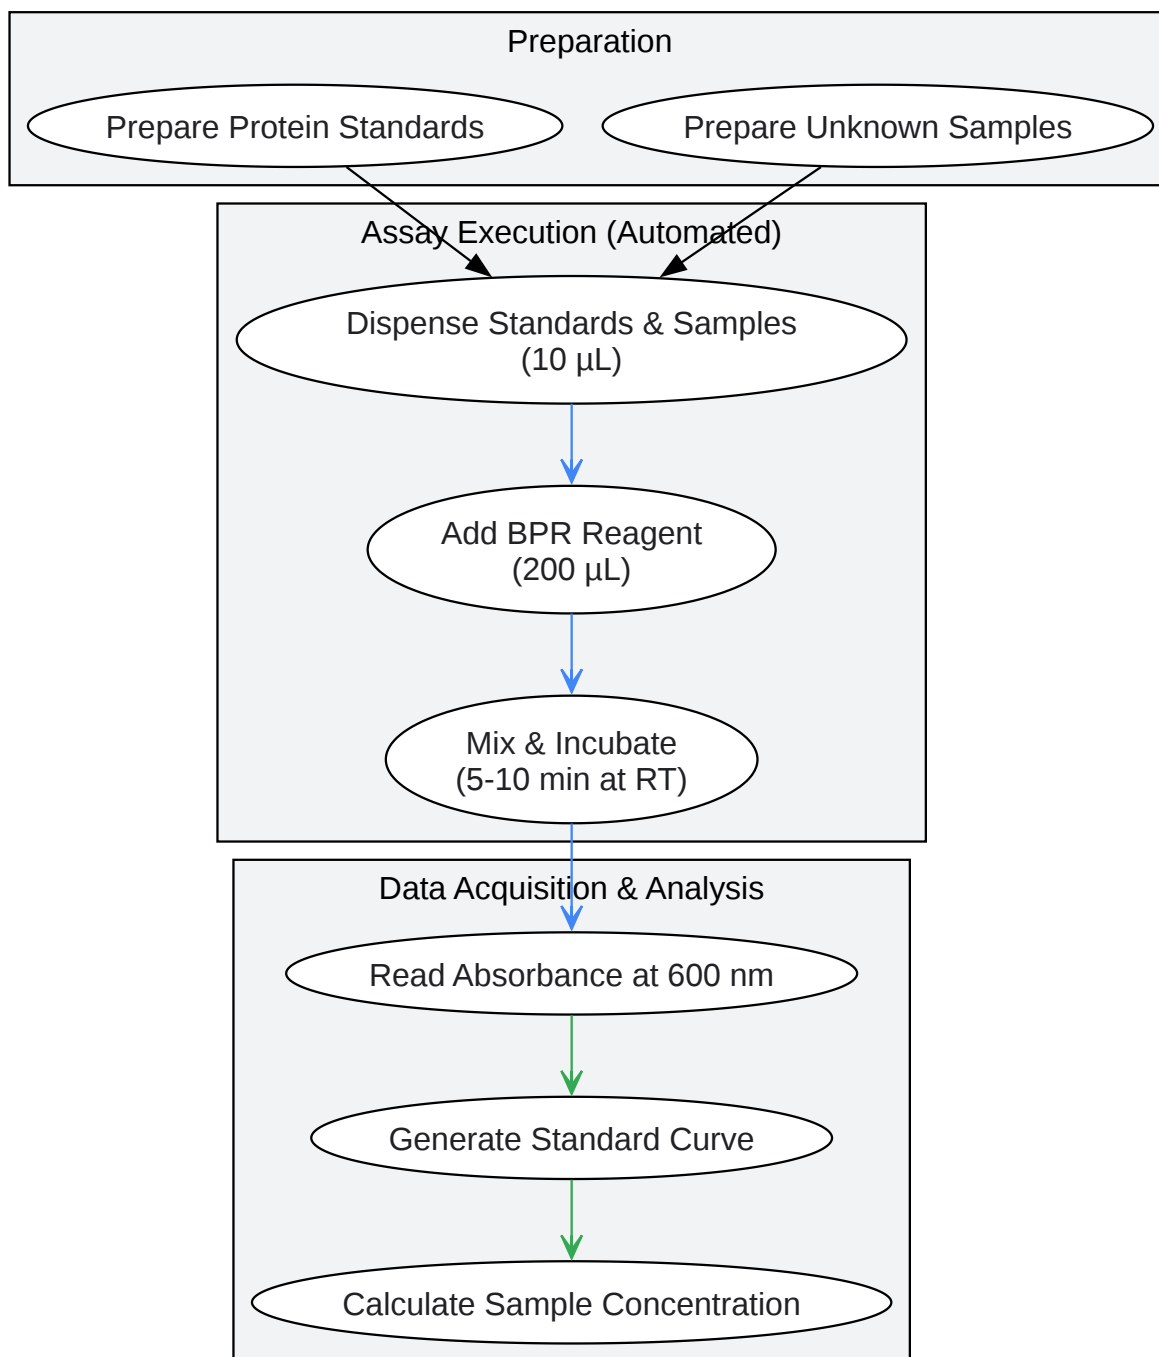 Preparation
Prepare Protein Standards
Prepare Unknown Samples
Assay Execution (Automated)
Dispense Standards & Samples
(10 µL)
Add BPR Reagent
(200 µL)
Mix & Incubate
(5-10 min at RT)
Data Acquisition & Analysis
Read Absorbance at 600 nm
Generate Standard Curve
Calculate Sample Concentration